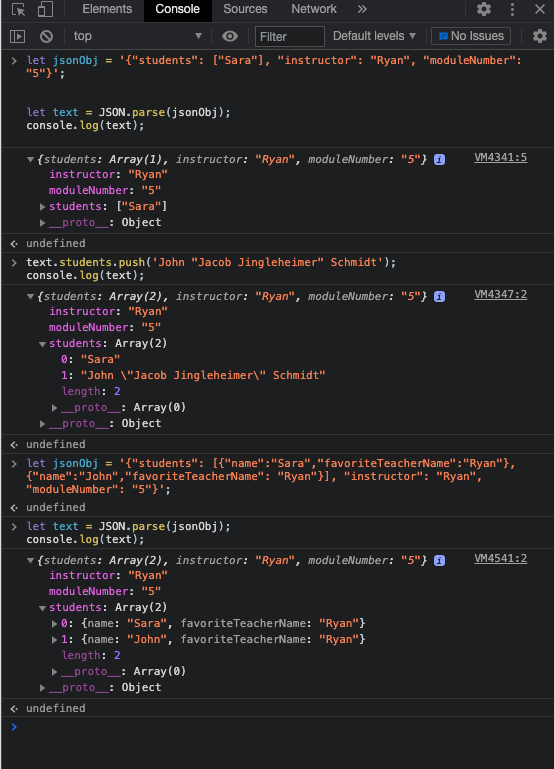 Elements Console Sources Network »
top Filter Default levels No Issues
let jsonObj = '{"students": ["Sara"], "instructor": "Ryan", "moduleNumber":
"5"}';
let text = JSON.parse(jsonObj);
console.log(text);
VM4341:5
{students: Array(1), instructor: "Ryan", moduleNumber: "5"} i
instructor: "Ryan"
moduleNumber: "5"
students: ["Sara"]
__proto__: Object
undefined
text.students.push('John "Jacob Jingleheimer" Schmidt');
console.log(text);
VM4347:2
{students: Array(2), instructor: "Ryan", moduleNumber: "5"} i
instructor: "Ryan"
moduleNumber: "5"
students: Array(2)
0: "Sara"
1: "John \"Jacob Jingleheimer\" Schmidt"
length: 2
__proto__: Array(0)
__proto__: Object
undefined
let jsonObj = '{"students": [{"name":"Sara","favoriteTeacherName":"Ryan"},
{"name":"John","favoriteTeacherName": "Ryan"}], "instructor": "Ryan",
"moduleNumber": "5"}';
undefined
let text = JSON.parse(jsonObj);
console.log(text);
VM4541:2
{students: Array(2), instructor: "Ryan", moduleNumber: "5"} i
instructor: "Ryan"
moduleNumber: "5"
students: Array(2)
0: {name: "Sara", favoriteTeacherName: "Ryan"}
1: {name: "John", favoriteTeacherName: "Ryan"}
length: 2
__proto__: Array(0)
__proto__: Object
undefined